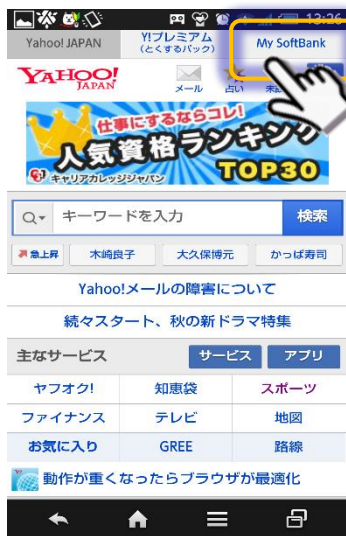 13:26
Yahoo! JAPAN
Y!プレミアム
(とくするパック)
My SoftBank
YAHOO!
JAPAN
メール
占い
仕事にするならコレ!
人気資格ランキング
TOP30
キャリアカレッジジャパン
キーワードを入力
検索
急上昇
木崎良子
大久保博元
かっぱ寿司
Yahoo!メールの障害について
続々スタート、秋の新ドラマ特集
主なサービス
サービス
アプリ
ヤフオク!
知恵袋
スポーツ
ファイナンス
テレビ
地図
お気に入り
GREE
路線
動作が重くなったらブラウザが最適化